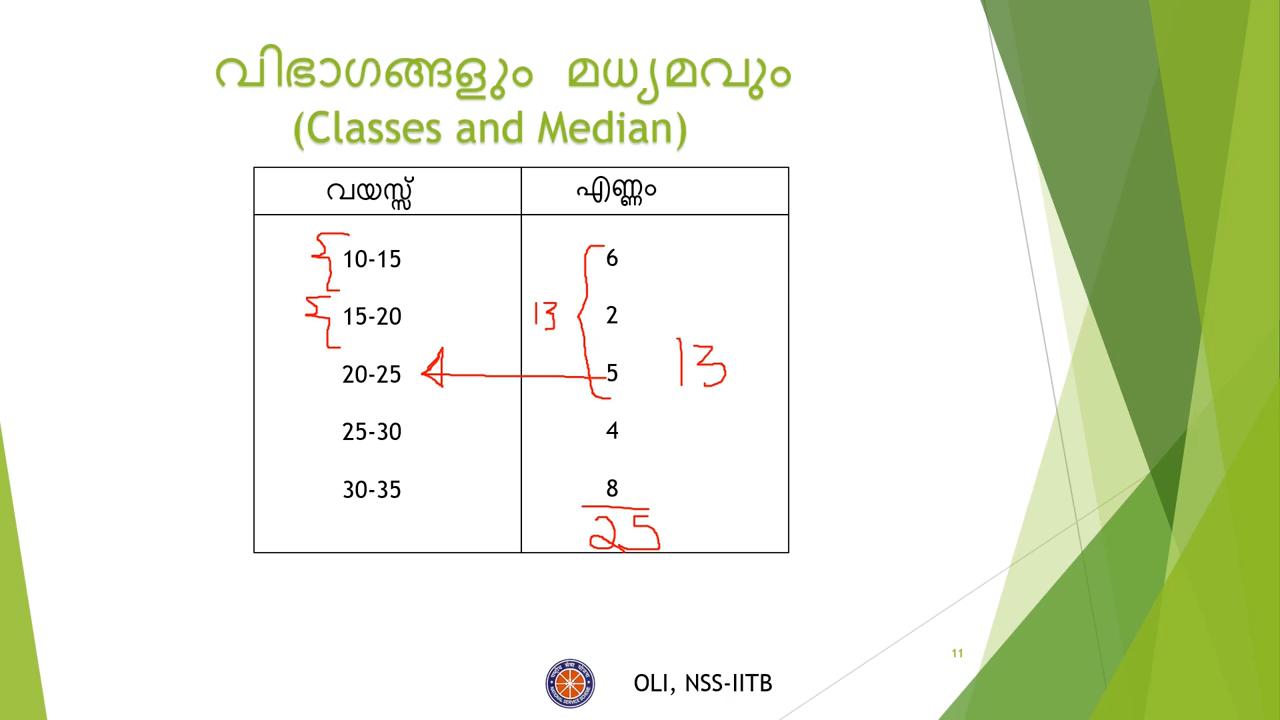 വിഭാഗങ്ങളും മധ്യമവും
(Classes and Median)
വയസ്സ് എണ്ണം
10-15 6
15-20 13 2
20-25 5 13
25-30 4
30-35 8
25
11
OLI, NSS-IITB